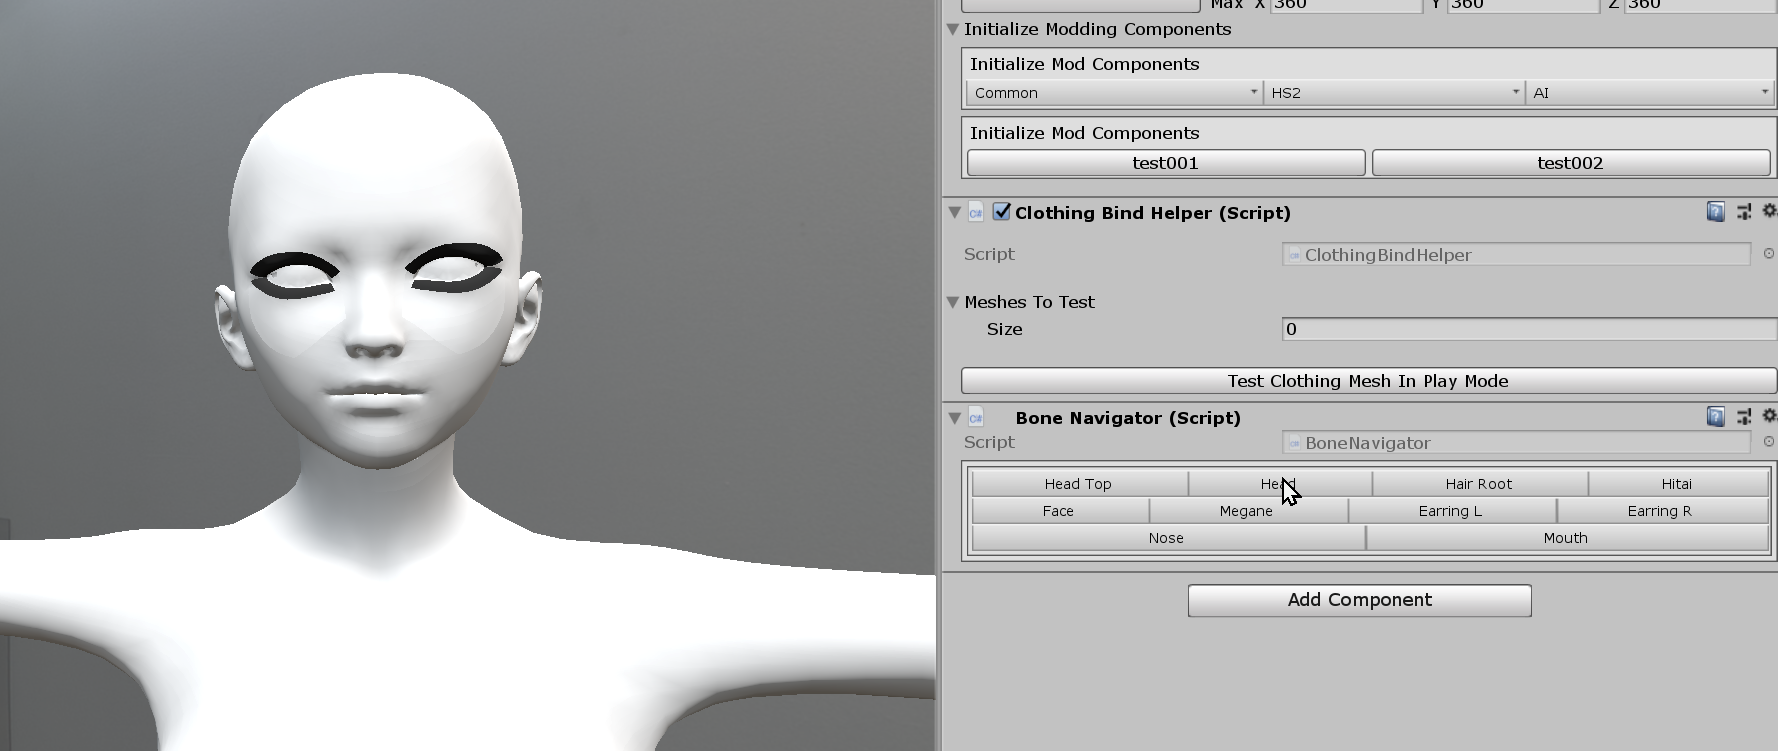 Max X 360 Y 360 Z 360
Initialize Modding Components
Initialize Mod Components
Common HS2 AI
Initialize Mod Components
test001 test002
C# Clothing Bind Helper (Script)
Script ClothingBindHelper
Meshes To Test
Size 0
Test Clothing Mesh In Play Mode
C# Bone Navigator (Script)
Script BoneNavigator
Head Top Head Hair Root Hitai
Face Megane Earring L Earring R
Nose Mouth
Add Component